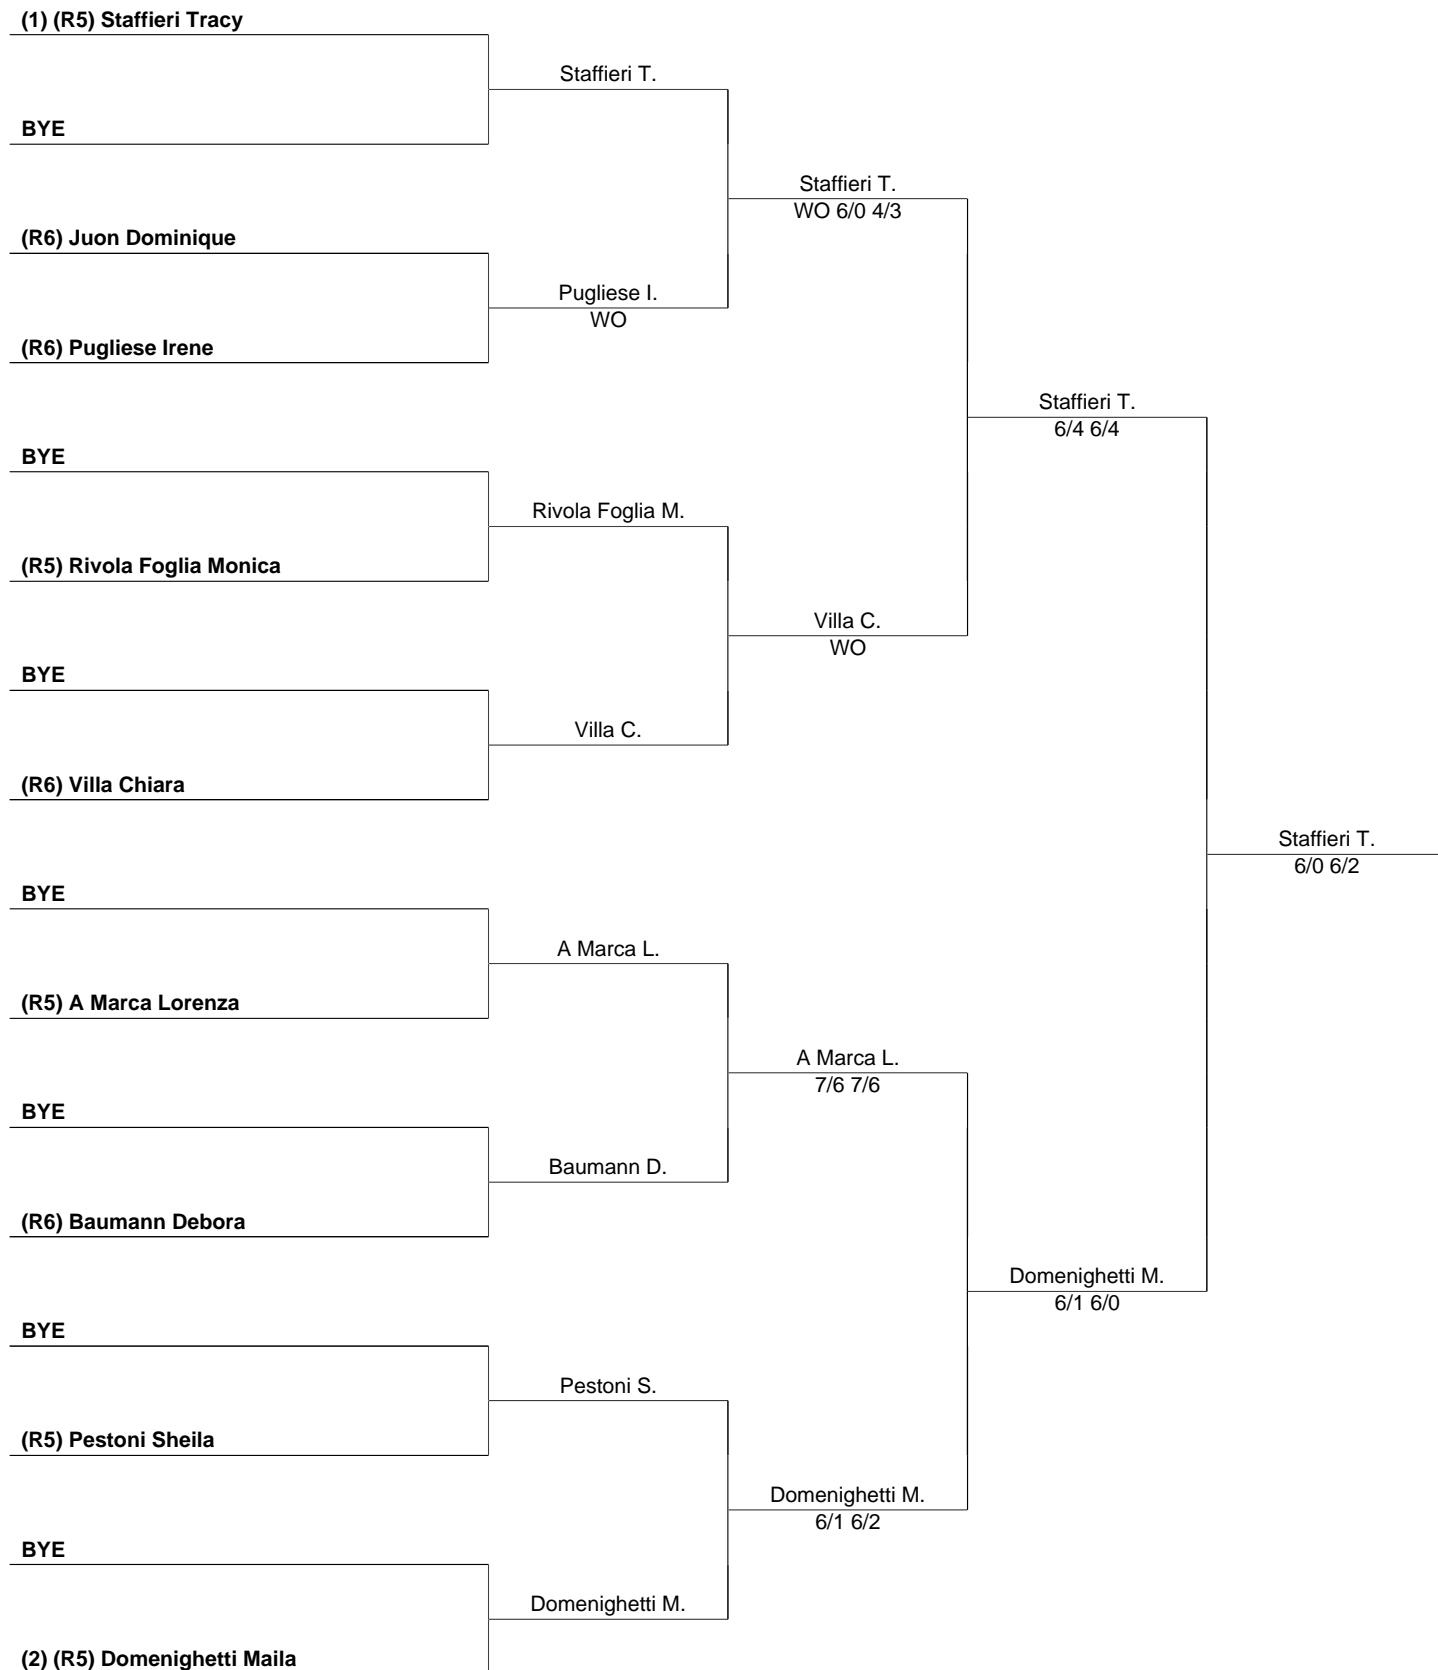 (1) (R5) Staffieri Tracy
Staffieri T.
BYE
Staffieri T.
WO 6/0 4/3
(R6) Juon Dominique
Pugliese I.
WO
(R6) Pugliese Irene
Staffieri T.
6/4 6/4
BYE
Rivola Foglia M.
(R5) Rivola Foglia Monica
Villa C.
WO
BYE
Villa C.
(R6) Villa Chiara
Staffieri T.
6/0 6/2
BYE
A Marca L.
(R5) A Marca Lorenza
A Marca L.
7/6 7/6
BYE
Baumann D.
(R6) Baumann Debora
Domenighetti M.
6/1 6/0
BYE
Pestoni S.
(R5) Pestoni Sheila
Domenighetti M.
6/1 6/2
BYE
Domenighetti M.
(2) (R5) Domenighetti Maila